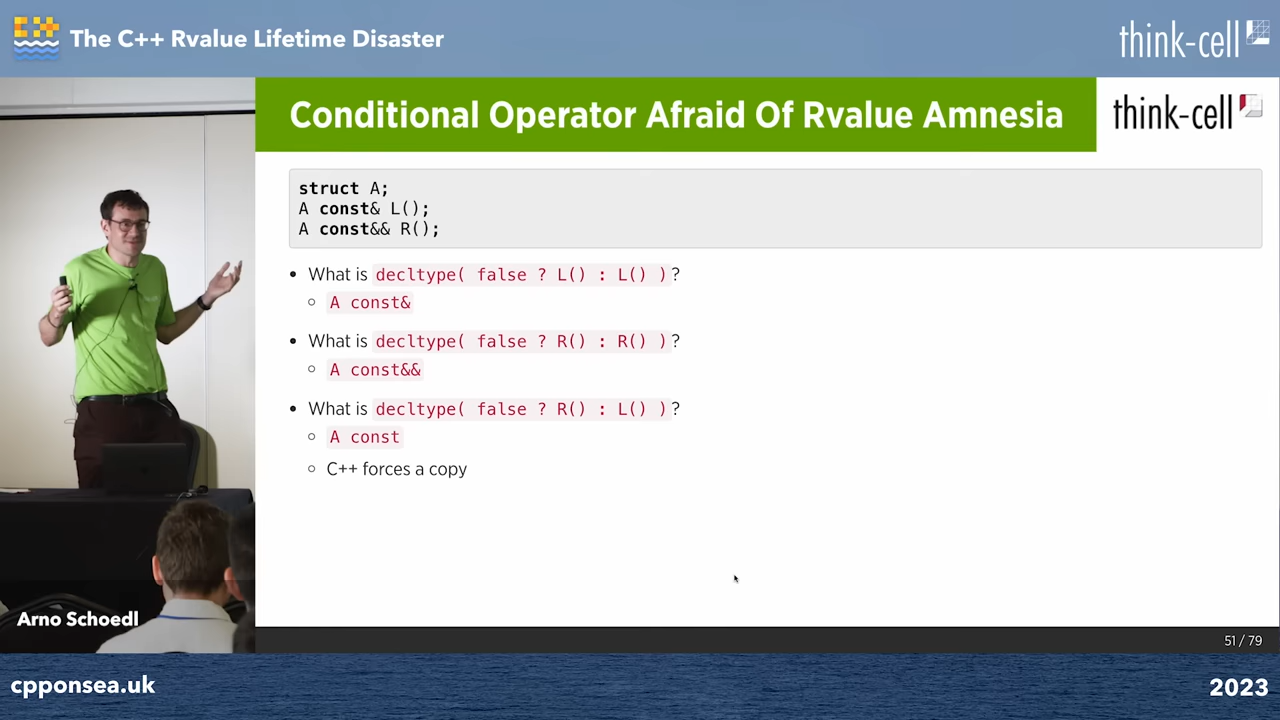 The C++ Rvalue Lifetime Disaster
think-cell
Conditional Operator Afraid Of Rvalue Amnesia
think-cell
struct A;
A const& L();
A const&& R();
• What is decltype( false ? L() : L() )?
○ A const&
• What is decltype( false ? R() : R() )?
○ A const&&
• What is decltype( false ? R() : L() )?
○ A const
○ C++ forces a copy
Arno Schoedl
51 / 79
cpponsea.uk
2023